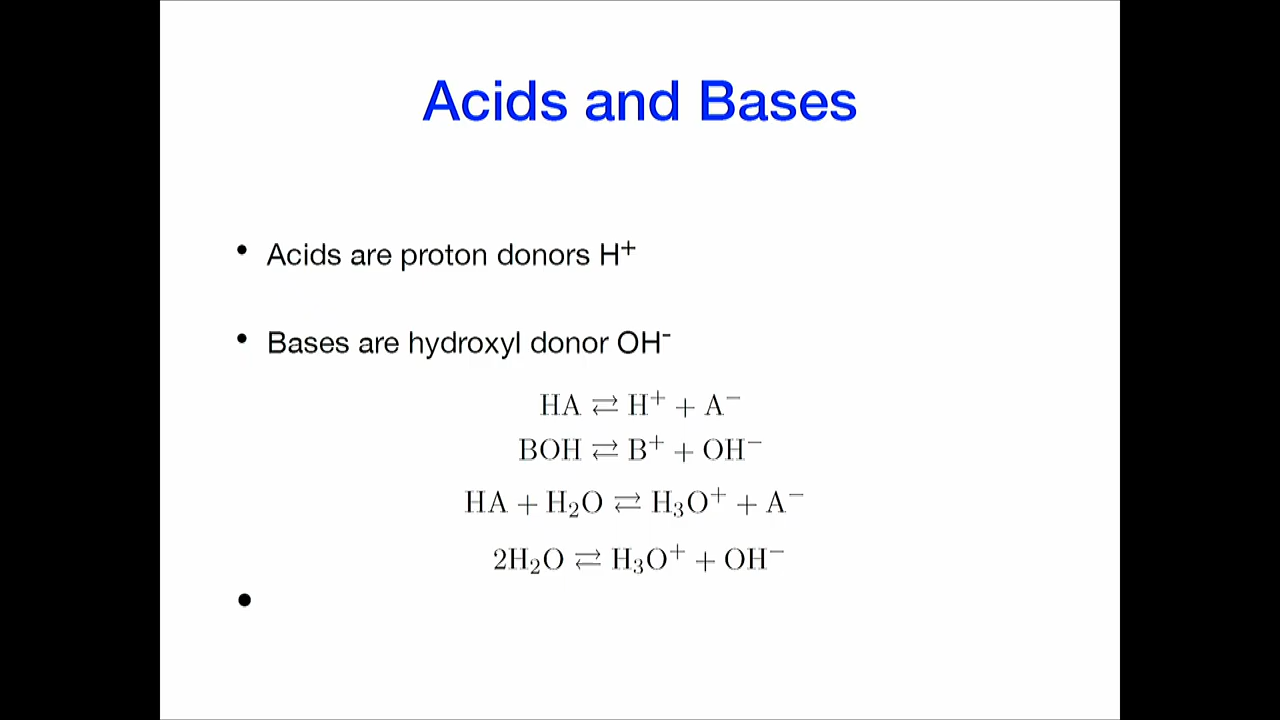 Acids and Bases
• Acids are proton donors H⁺
• Bases are hydroxyl donor OH⁻
HA ⇄ H⁺ + A⁻
BOH ⇄ B⁺ + OH⁻
HA + H₂O ⇄ H₃O⁺ + A⁻
2H₂O ⇄ H₃O⁺ + OH⁻
•